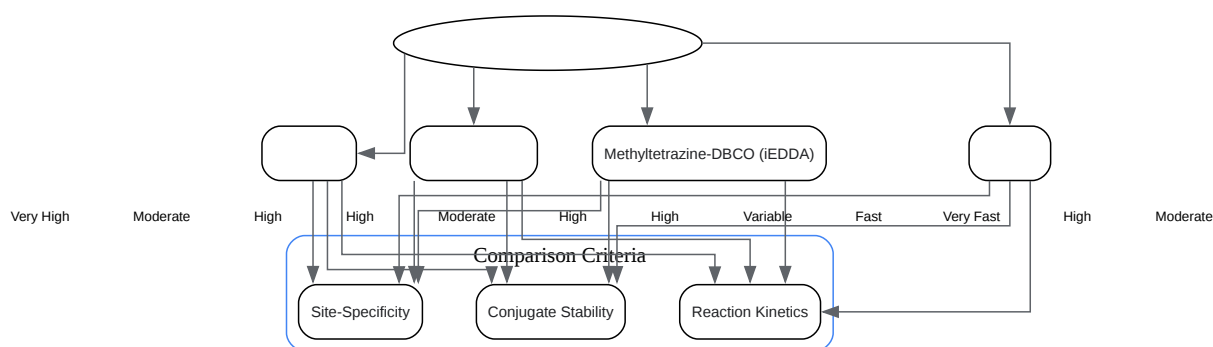 Methyltetrazine-DBCO (iEDDA)
Very High Moderate High High Moderate High High Variable Fast Very Fast High Moderate
Comparison Criteria
Site-Specificity Conjugate Stability Reaction Kinetics